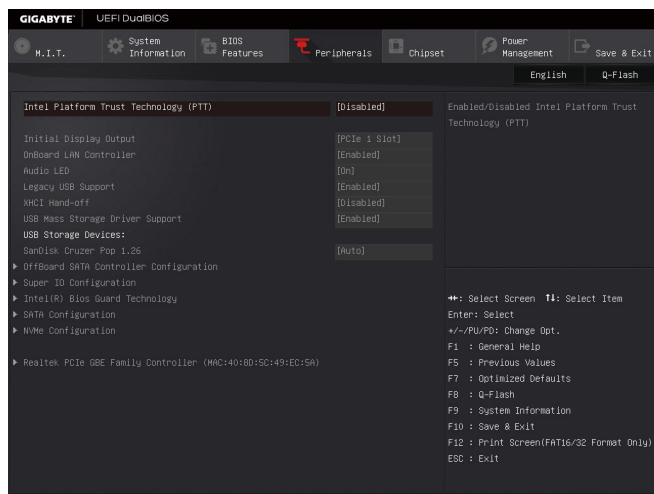 GIGABYTE™ UEFI DualBIOS
M.I.T. System Information BIOS Features Peripherals Chipset Power Management Save & Exit
English Q-Flash
Intel Platform Trust Technology (PTT) [Disabled]
Initial Display Output [PCIe 1 Slot]
OnBoard LAN Controller [Enabled]
Audio LED [On]
Legacy USB Support [Enabled]
XHCI Hand-off [Disabled]
USB Mass Storage Driver Support [Enabled]
USB Storage Devices:
SanDisk Cruzer Pop 1.26 [Auto]
OffBoard SATA Controller Configuration
Super IO Configuration
Intel(R) Bios Guard Technology
SATA Configuration
NVMe Configuration
Realtek PCIe GBE Family Controller (MAC:40:8D:5C:49:EC:5A)
Enabled/Disabled Intel Platform Trust
Technology (PTT)
→←: Select Screen ↑↓: Select Item
Enter: Select
+/-/PU/PD: Change Opt.
F1 : General Help
F5 : Previous Values
F7 : Optimized Defaults
F8 : Q-Flash
F9 : System Information
F10 : Save & Exit
F12 : Print Screen(FAT16/32 Format Only)
ESC : Exit